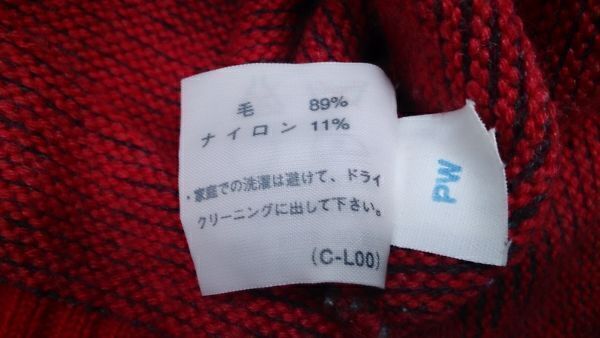 毛 89%
ナイロン 11%
・家庭での洗濯は避けて、ドライ
クリーニングに出して下さい。
(C-L00)
PW